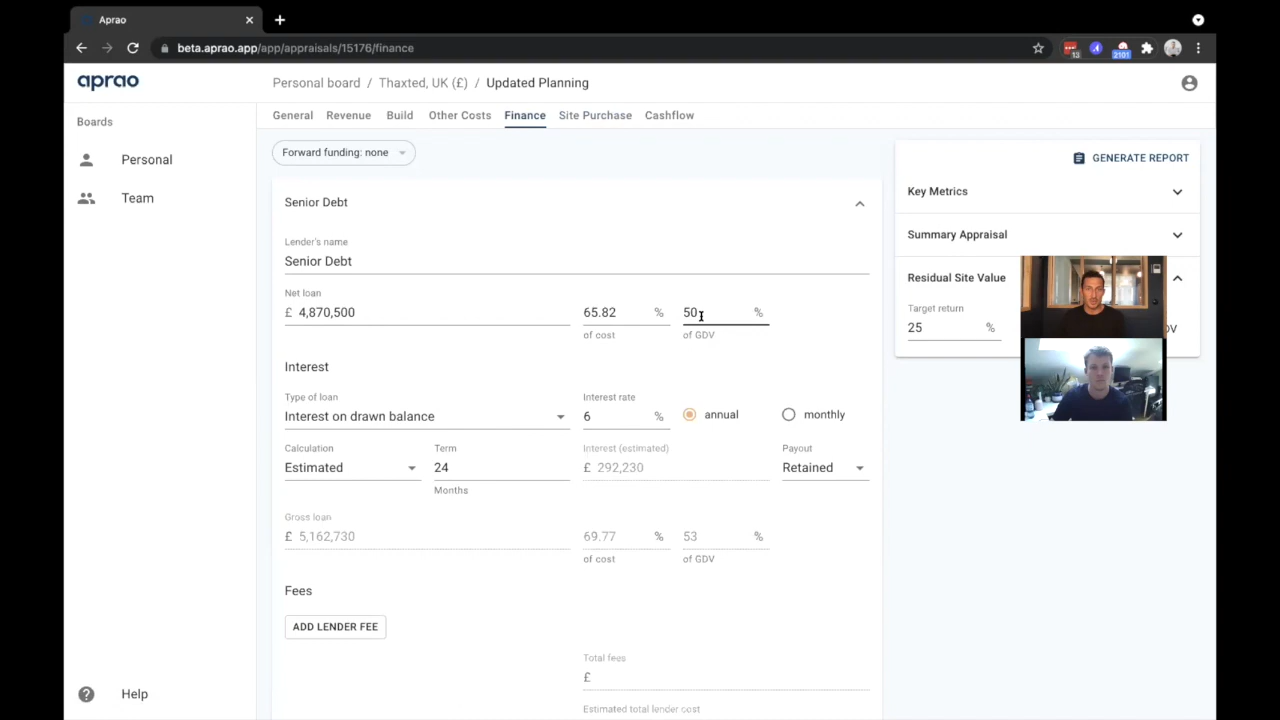 Aprao
beta.aprao.app/app/appraisals/15176/finance
13
2101
aprao
Personal board / Thaxted, UK (£) / Updated Planning
Boards
Personal
Team
Help
General Revenue Build Other Costs Finance Site Purchase Cashflow
Forward funding: none
Senior Debt
Lender's name
Senior Debt
Net loan
£ 4,870,500 65.82 % 50 %
of cost of GDV
Interest
Type of loan Interest rate
Interest on drawn balance 6 % annual monthly
Calculation Term Interest (estimated) Payout
Estimated 24 £ 292,230 Retained
Months
Gross loan
£ 5,162,730 69.77 % 53 %
of cost of GDV
Fees
ADD LENDER FEE
Total fees
£
Estimated total lender cost
GENERATE REPORT
Key Metrics
Summary Appraisal
Residual Site Value
Target return
25 %